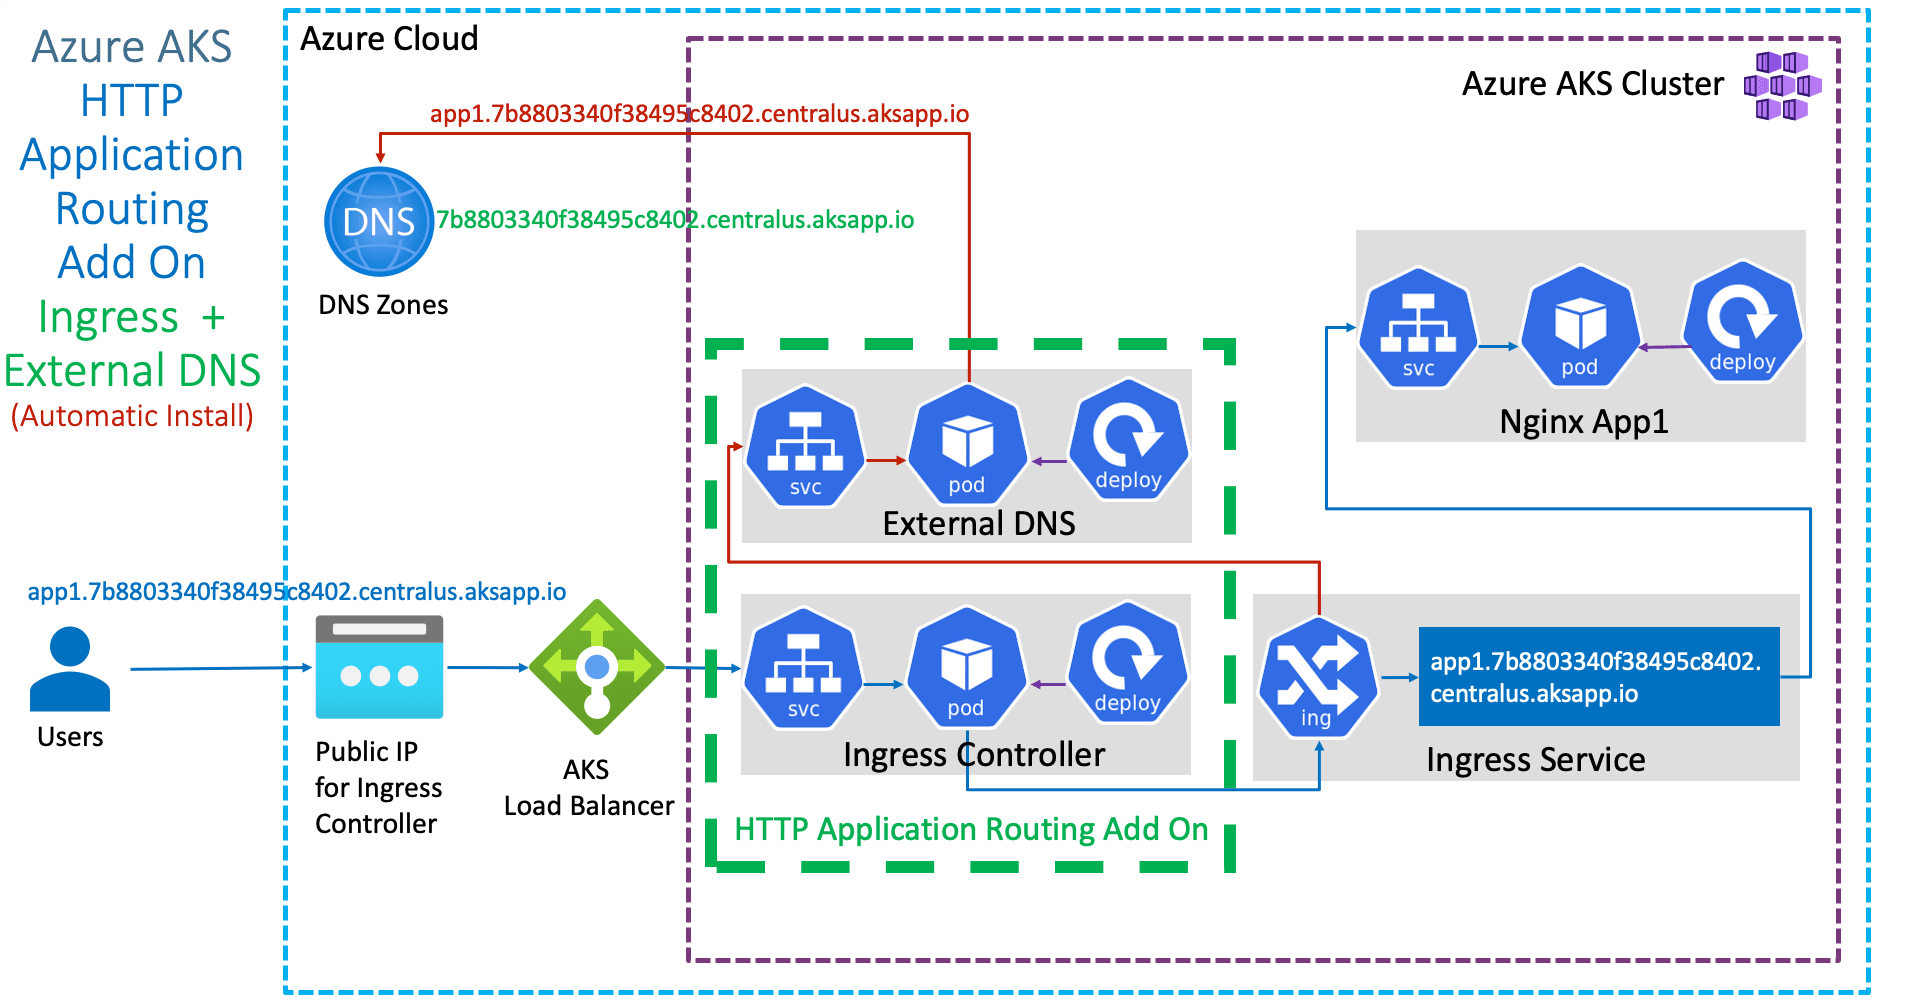 Azure AKS
HTTP
Application
Routing
Add On
Ingress +
External DNS
(Automatic Install)
Azure Cloud
Azure AKS Cluster
app1.7b8803340f38495c8402.centralus.aksapp.io
DNS
7b8803340f38495c8402.centralus.aksapp.io
DNS Zones
svc
pod
deploy
Nginx App1
svc
pod
deploy
External DNS
app1.7b8803340f38495c8402.centralus.aksapp.io
Users
Public IP
for Ingress
Controller
AKS
Load Balancer
svc
pod
deploy
Ingress Controller
HTTP Application Routing Add On
ing
app1.7b8803340f38495c8402.
centralus.aksapp.io
Ingress Service